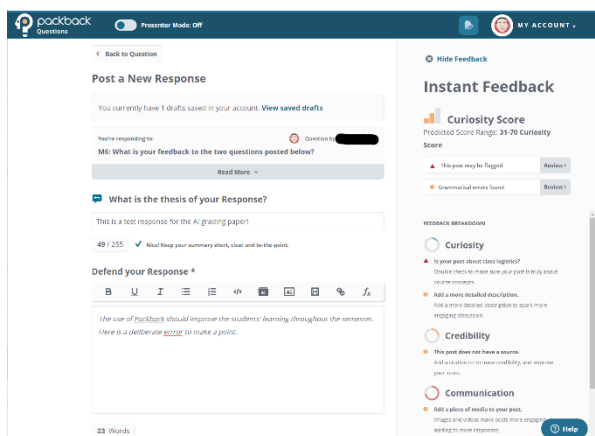 packback
Questions
Presenter Mode: Off
MY ACCOUNT
Back to Question
Post a New Response
You currently have 1 drafts saved in your account. View saved drafts
You're responding to:
Question by
M6: What is your feedback to the two questions posted below?
Read More
What is the thesis of your Response?
This is a test response for the AI grading paper!
49 / 255
Nice! Keep your summary short, clear and to-the-point.
Defend your Response *
B U I </> fx
The use of Packback should improve the students' learning throughout the semester.
Here is a deliberate errror to make a point.
23 Words
Hide Feedback
Instant Feedback
Curiosity Score
Predicted Score Range: 31-70 Curiosity
Score
This post may be flagged
Review
Grammatical errors found
Review
FEEDBACK BREAKDOWN
Curiosity
Is your post about class logistics?
Double check to make sure your post is truly about
course concepts.
Add a more detailed description.
Add a more detailed description to spark more
engaging discussion.
Credibility
This post does not have a source.
Add a citation to increase credibility, and improve
your score.
Communication
Add a piece of media to your post.
Images and videos make posts more engaging
leading to more responses.
Help